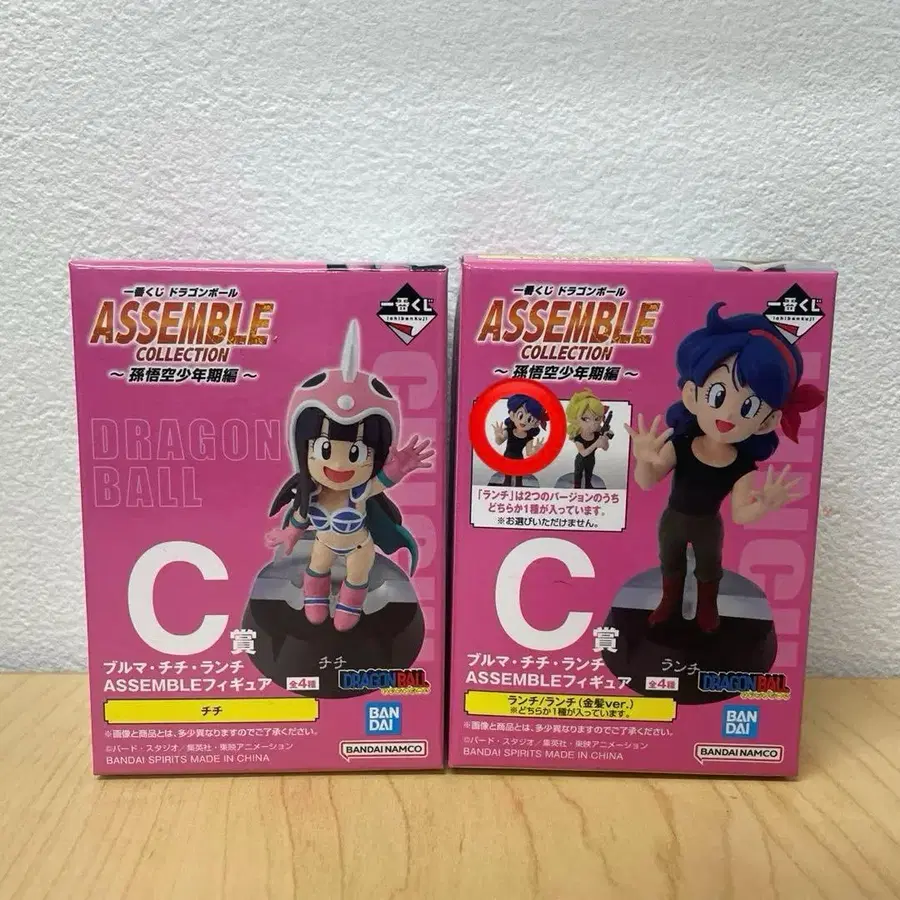 一番くじ ドラゴンボール
ASSEMBLE
COLLECTION
～ 孫悟空少年期編 ～
一番くじ
ichibankuji
DRAGON
BALL
C賞
チチ
ブルマ・チチ・ランチ
ASSEMBLEフィギュア 全4種
DRAGON BALL
チチ
BAN
DAI
※画像と商品とは、多少異なりますのでご了承ください。
©バード・スタジオ／集英社・東映アニメーション
BANDAI SPIRITS MADE IN CHINA
BANDAI NAMCO
一番くじ ドラゴンボール
ASSEMBLE
COLLECTION
～ 孫悟空少年期編 ～
一番くじ
ichibankuji
「ランチ」は2つのバージョンのうち
どちらか1種が入っています。
※お選びいただけません。
C賞
ランチ
ブルマ・チチ・ランチ
ASSEMBLEフィギュア 全4種
DRAGON BALL
ランチ/ランチ(金髪ver.)
※どちらか1種が入っています。
BAN
DAI
※画像と商品とは、多少異なりますのでご了承ください。
©バード・スタジオ／集英社・東映アニメーション
BANDAI SPIRITS MADE IN CHINA
BANDAI NAMCO